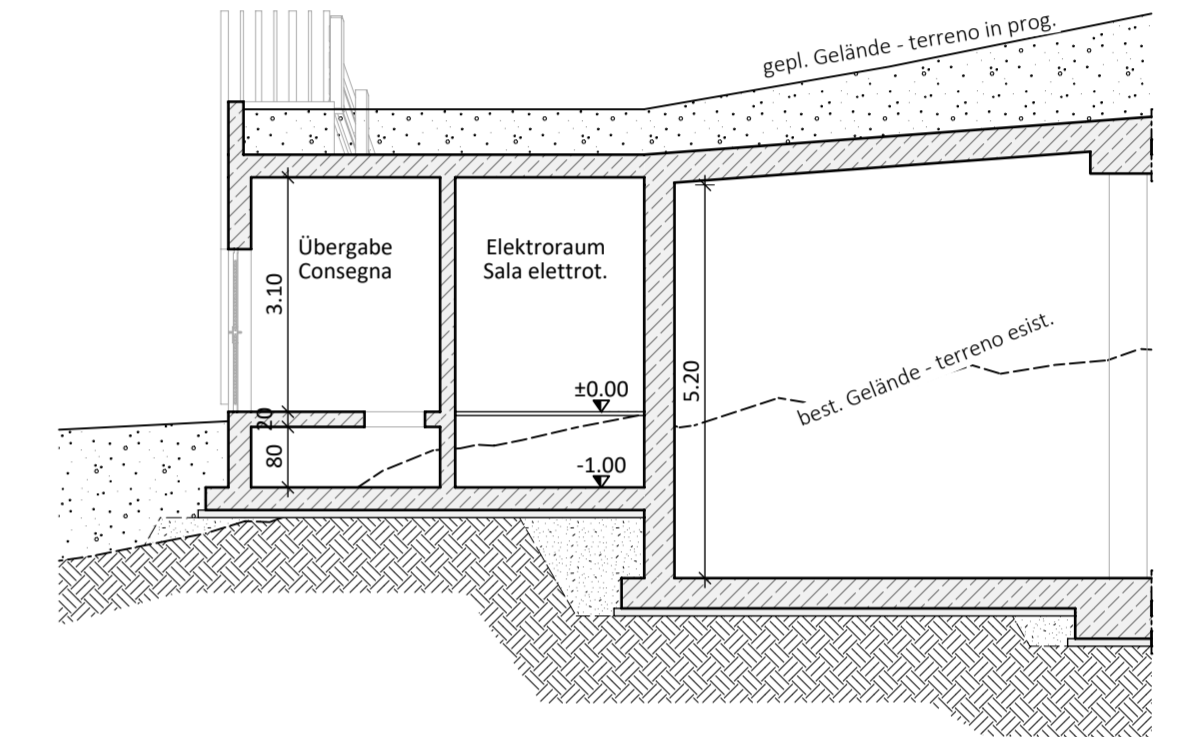 gepl. Gelände - terreno in prog.
Übergabe
Consegna
Elektroraum
Sala elettrot.
3.10
5.20
best. Gelände - terreno esist.
±0.00
20
80
-1.00